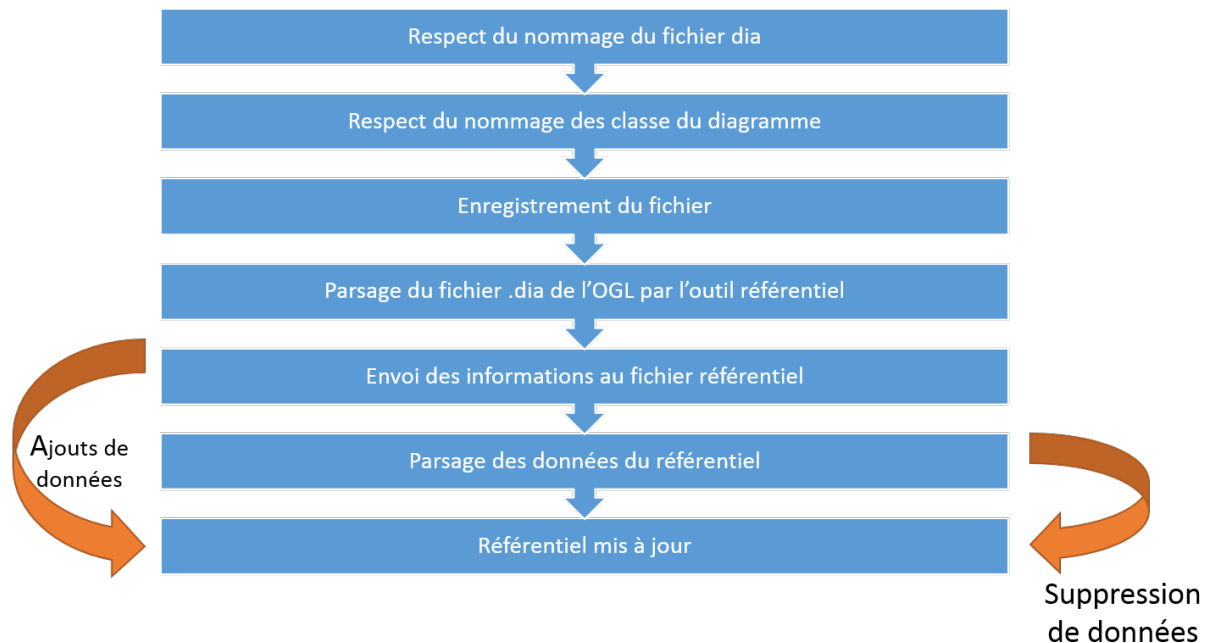 Respect du nommage du fichier dia
Respect du nommage des classe du diagramme
Enregistrement du fichier
Parsage du fichier .dia de l’OGL par l’outil référentiel
Envoi des informations au fichier référentiel
Ajouts de
données
Parsage des données du référentiel
Référentiel mis à jour
Suppression
de données